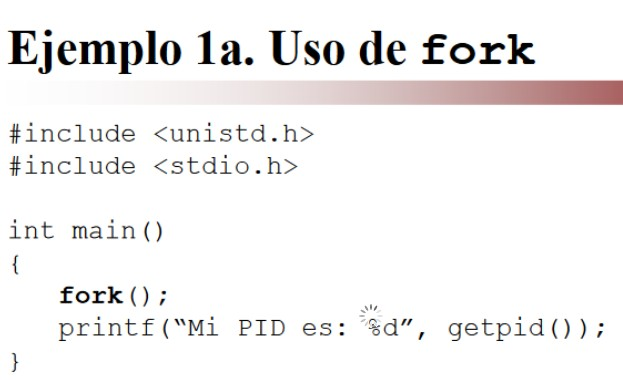 Ejemplo 1a. Uso de fork
#include <unistd.h>
#include <stdio.h>
int main()
{
fork();
printf(“Mi PID es: %d”, getpid());
}